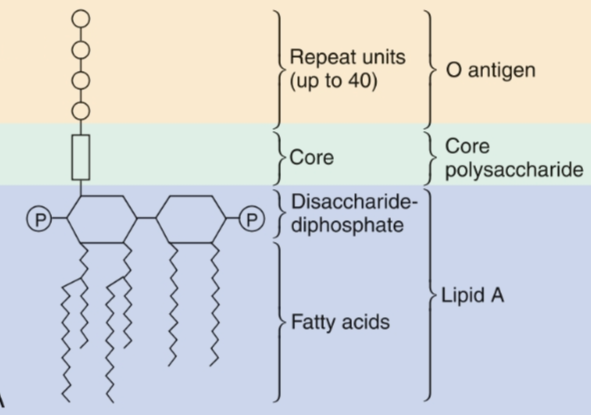 Repeat units
(up to 40)
O antigen
Core
Core
polysaccharide
Disaccharide-
diphosphate
P
P
Lipid A
Fatty acids